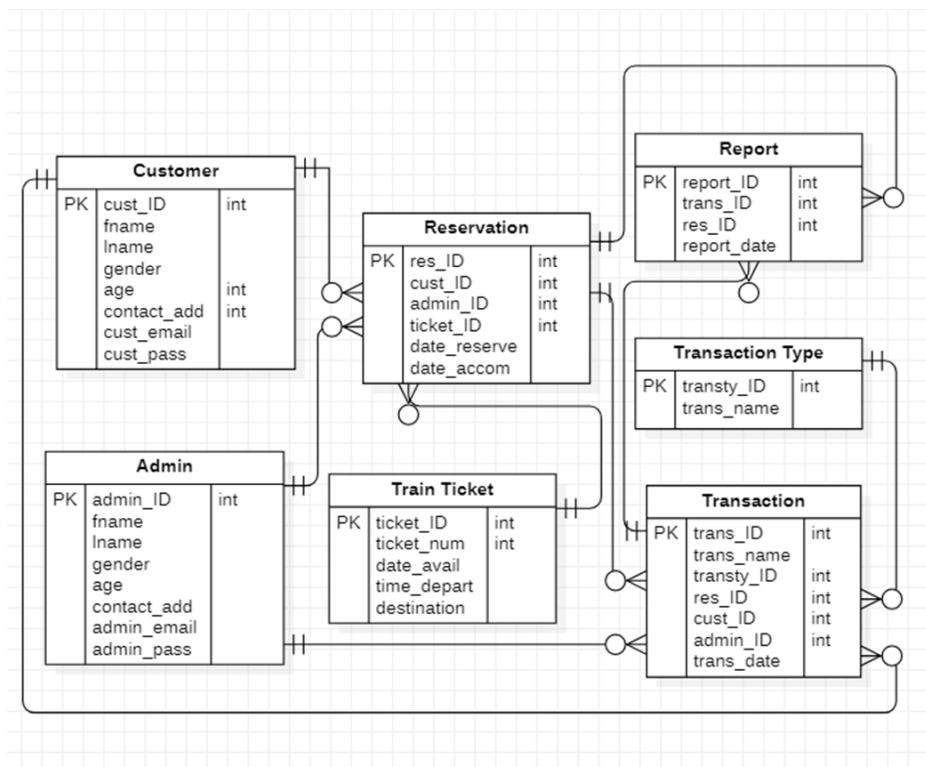 Customer
PK cust_ID int
fname
lname
gender
age int
contact_add int
cust_email
cust_pass
Reservation
PK res_ID int
cust_ID int
admin_ID int
ticket_ID int
date_reserve
date_accom
Report
PK report_ID int
trans_ID int
res_ID int
report_date
Transaction Type
PK transty_ID int
trans_name
Admin
PK admin_ID int
fname
lname
gender
age
contact_add
admin_email
admin_pass
Train Ticket
PK ticket_ID int
ticket_num int
date_avail
time_depart
destination
Transaction
PK trans_ID int
trans_name
transty_ID int
res_ID int
cust_ID int
admin_ID int
trans_date